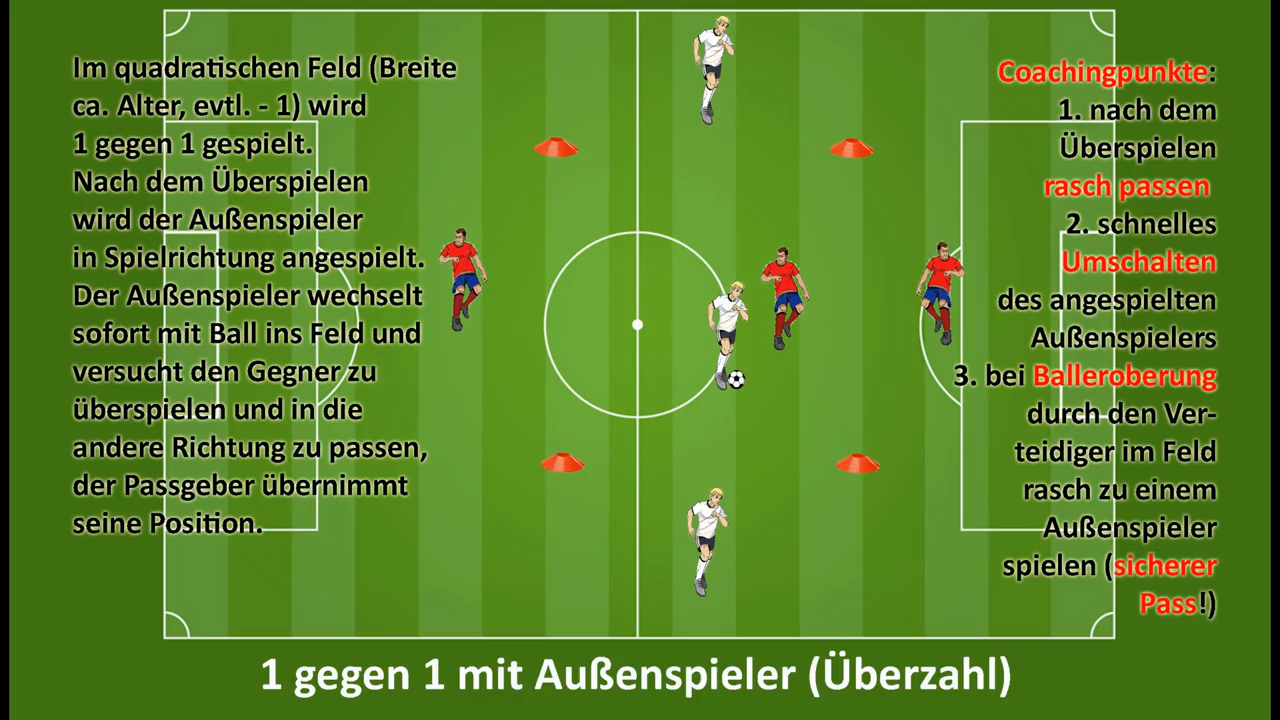 Im quadratischen Feld (Breite
ca. Alter, evtl. - 1) wird
1 gegen 1 gespielt.
Nach dem Überspielen
wird der Außenspieler
in Spielrichtung angespielt.
Der Außenspieler wechselt
sofort mit Ball ins Feld und
versucht den Gegner zu
überspielen und in die
andere Richtung zu passen,
der Passgeber übernimmt
seine Position.
Coachingpunkte:
1. nach dem
Überspielen
rasch passen
2. schnelles
Umschalten
des angespielten
Außenspielers
3. bei Balleroberung
durch den Ver-
teidiger im Feld
rasch zu einem
Außenspieler
spielen (sicherer
Pass!)
1 gegen 1 mit Außenspieler (Überzahl)